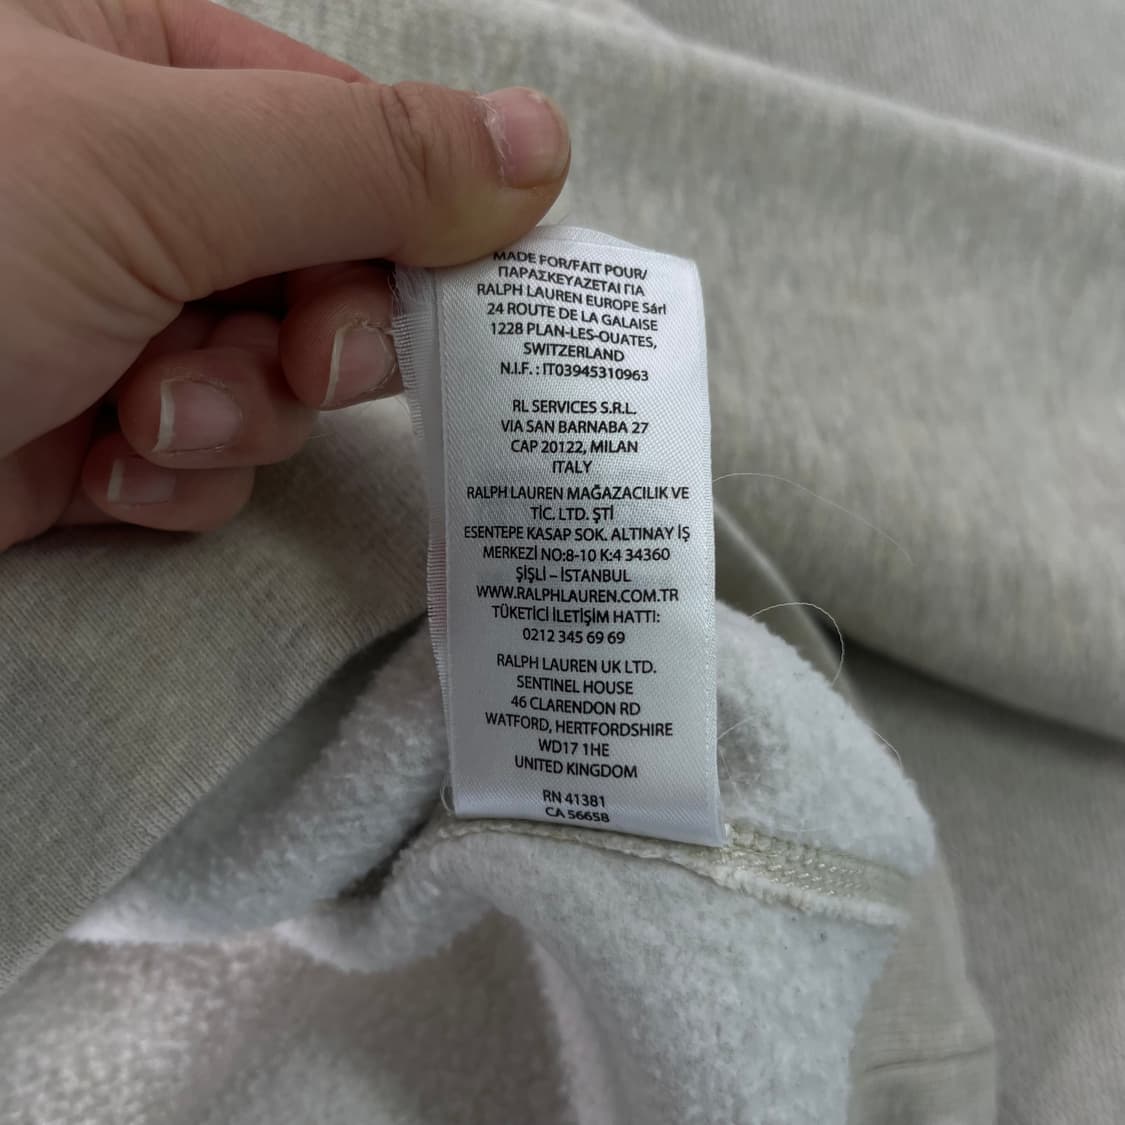 MADE FOR/FAIT POUR/
ΠΑΡΑΣΚΕΥΑΖΕΤΑΙ ΓΙΑ
RALPH LAUREN EUROPE Sárl
24 ROUTE DE LA GALAISE
1228 PLAN-LES-OUATES,
SWITZERLAND
N.I.F. : IT03945310963
RL SERVICES S.R.L.
VIA SAN BARNABA 27
CAP 20122, MILAN
ITALY
RALPH LAUREN MAĞAZACILIK VE
TİC. LTD. ŞTİ
ESENTEPE KASAP SOK. ALTINAY İŞ
MERKEZİ NO:8-10 K:4 34360
ŞİŞLİ – İSTANBUL
WWW.RALPHLAUREN.COM.TR
TÜKETİCİ İLETİŞİM HATTI:
0212 345 69 69
RALPH LAUREN UK LTD.
SENTINEL HOUSE
46 CLARENDON RD
WATFORD, HERTFORDSHIRE
WD17 1HE
UNITED KINGDOM
RN 41381
CA 56658